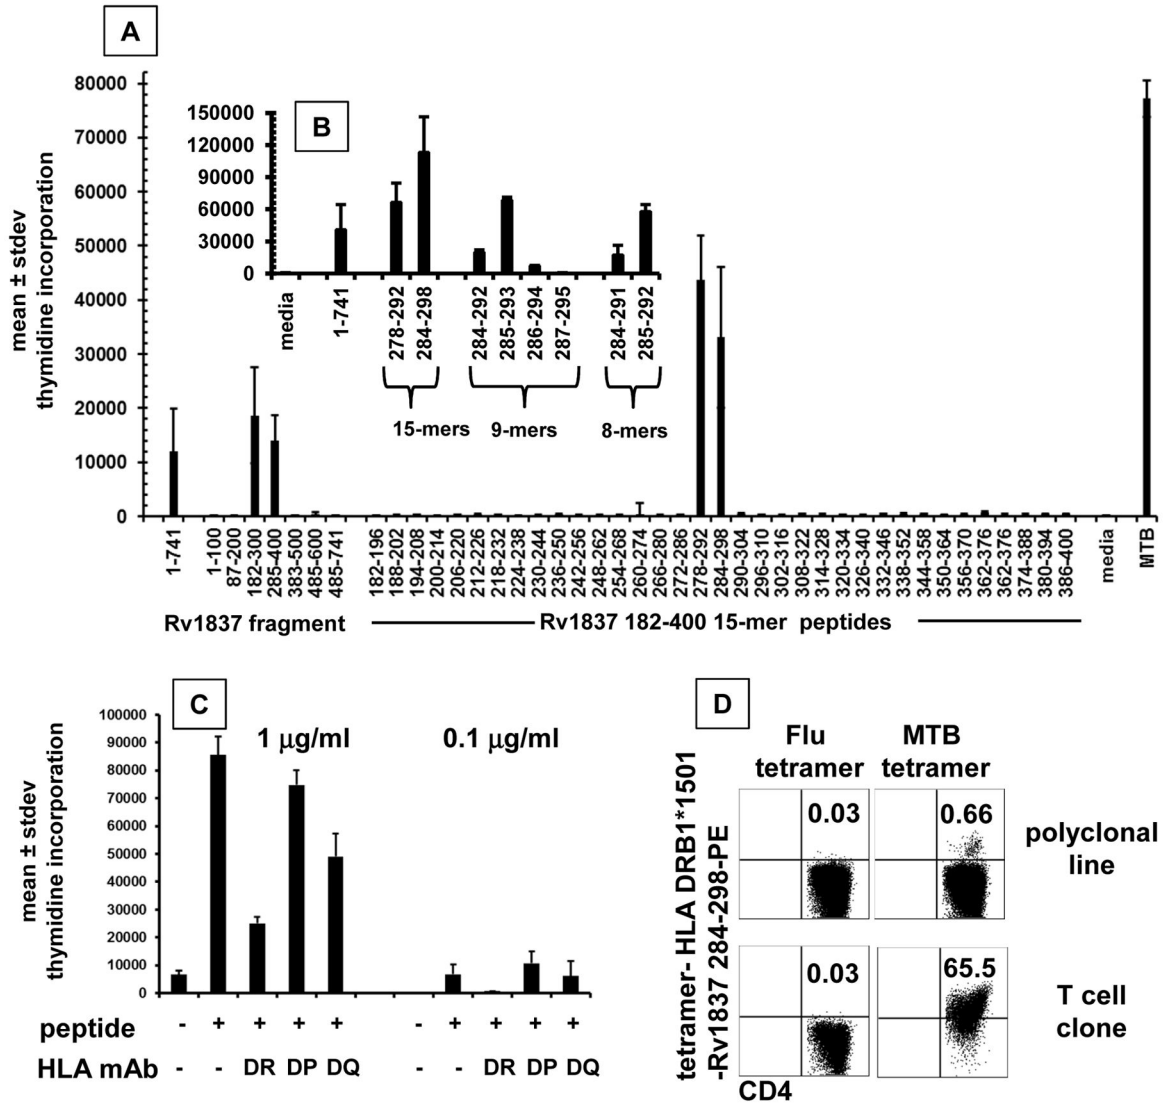 A
80000
70000
60000
50000
40000
30000
20000
10000
0
mean ± stdev
thymidine incorporation
B
150000
120000
90000
60000
30000
0
media
1-741
278-292
284-298
284-292
285-293
286-294
287-295
284-291
285-292
15-mers
9-mers
8-mers
1-741
1-100
87-200
182-300
285-400
383-500
485-600
485-741
182-196
188-202
194-208
200-214
206-220
212-226
218-232
224-238
230-244
236-250
242-256
248-262
254-268
260-274
266-280
272-286
278-292
284-298
290-304
296-310
302-316
308-322
314-328
320-334
326-340
332-346
338-352
344-358
350-364
356-370
362-376
362-376
374-388
380-394
386-400
media
MTB
Rv1837 fragment
Rv1837 182-400 15-mer peptides
C
100000
90000
80000
70000
60000
50000
40000
30000
20000
10000
0
mean ± stdev
thymidine incorporation
1 μg/ml
0.1 μg/ml
peptide - + + + + - + + + +
HLA mAb - - DR DP DQ - - DR DP DQ
D
Flu
tetramer
MTB
tetramer
tetramer- HLA DRB1*1501
-Rv1837 284-298-PE
0.03
0.66
polyclonal
line
0.03
65.5
T cell
clone
CD4